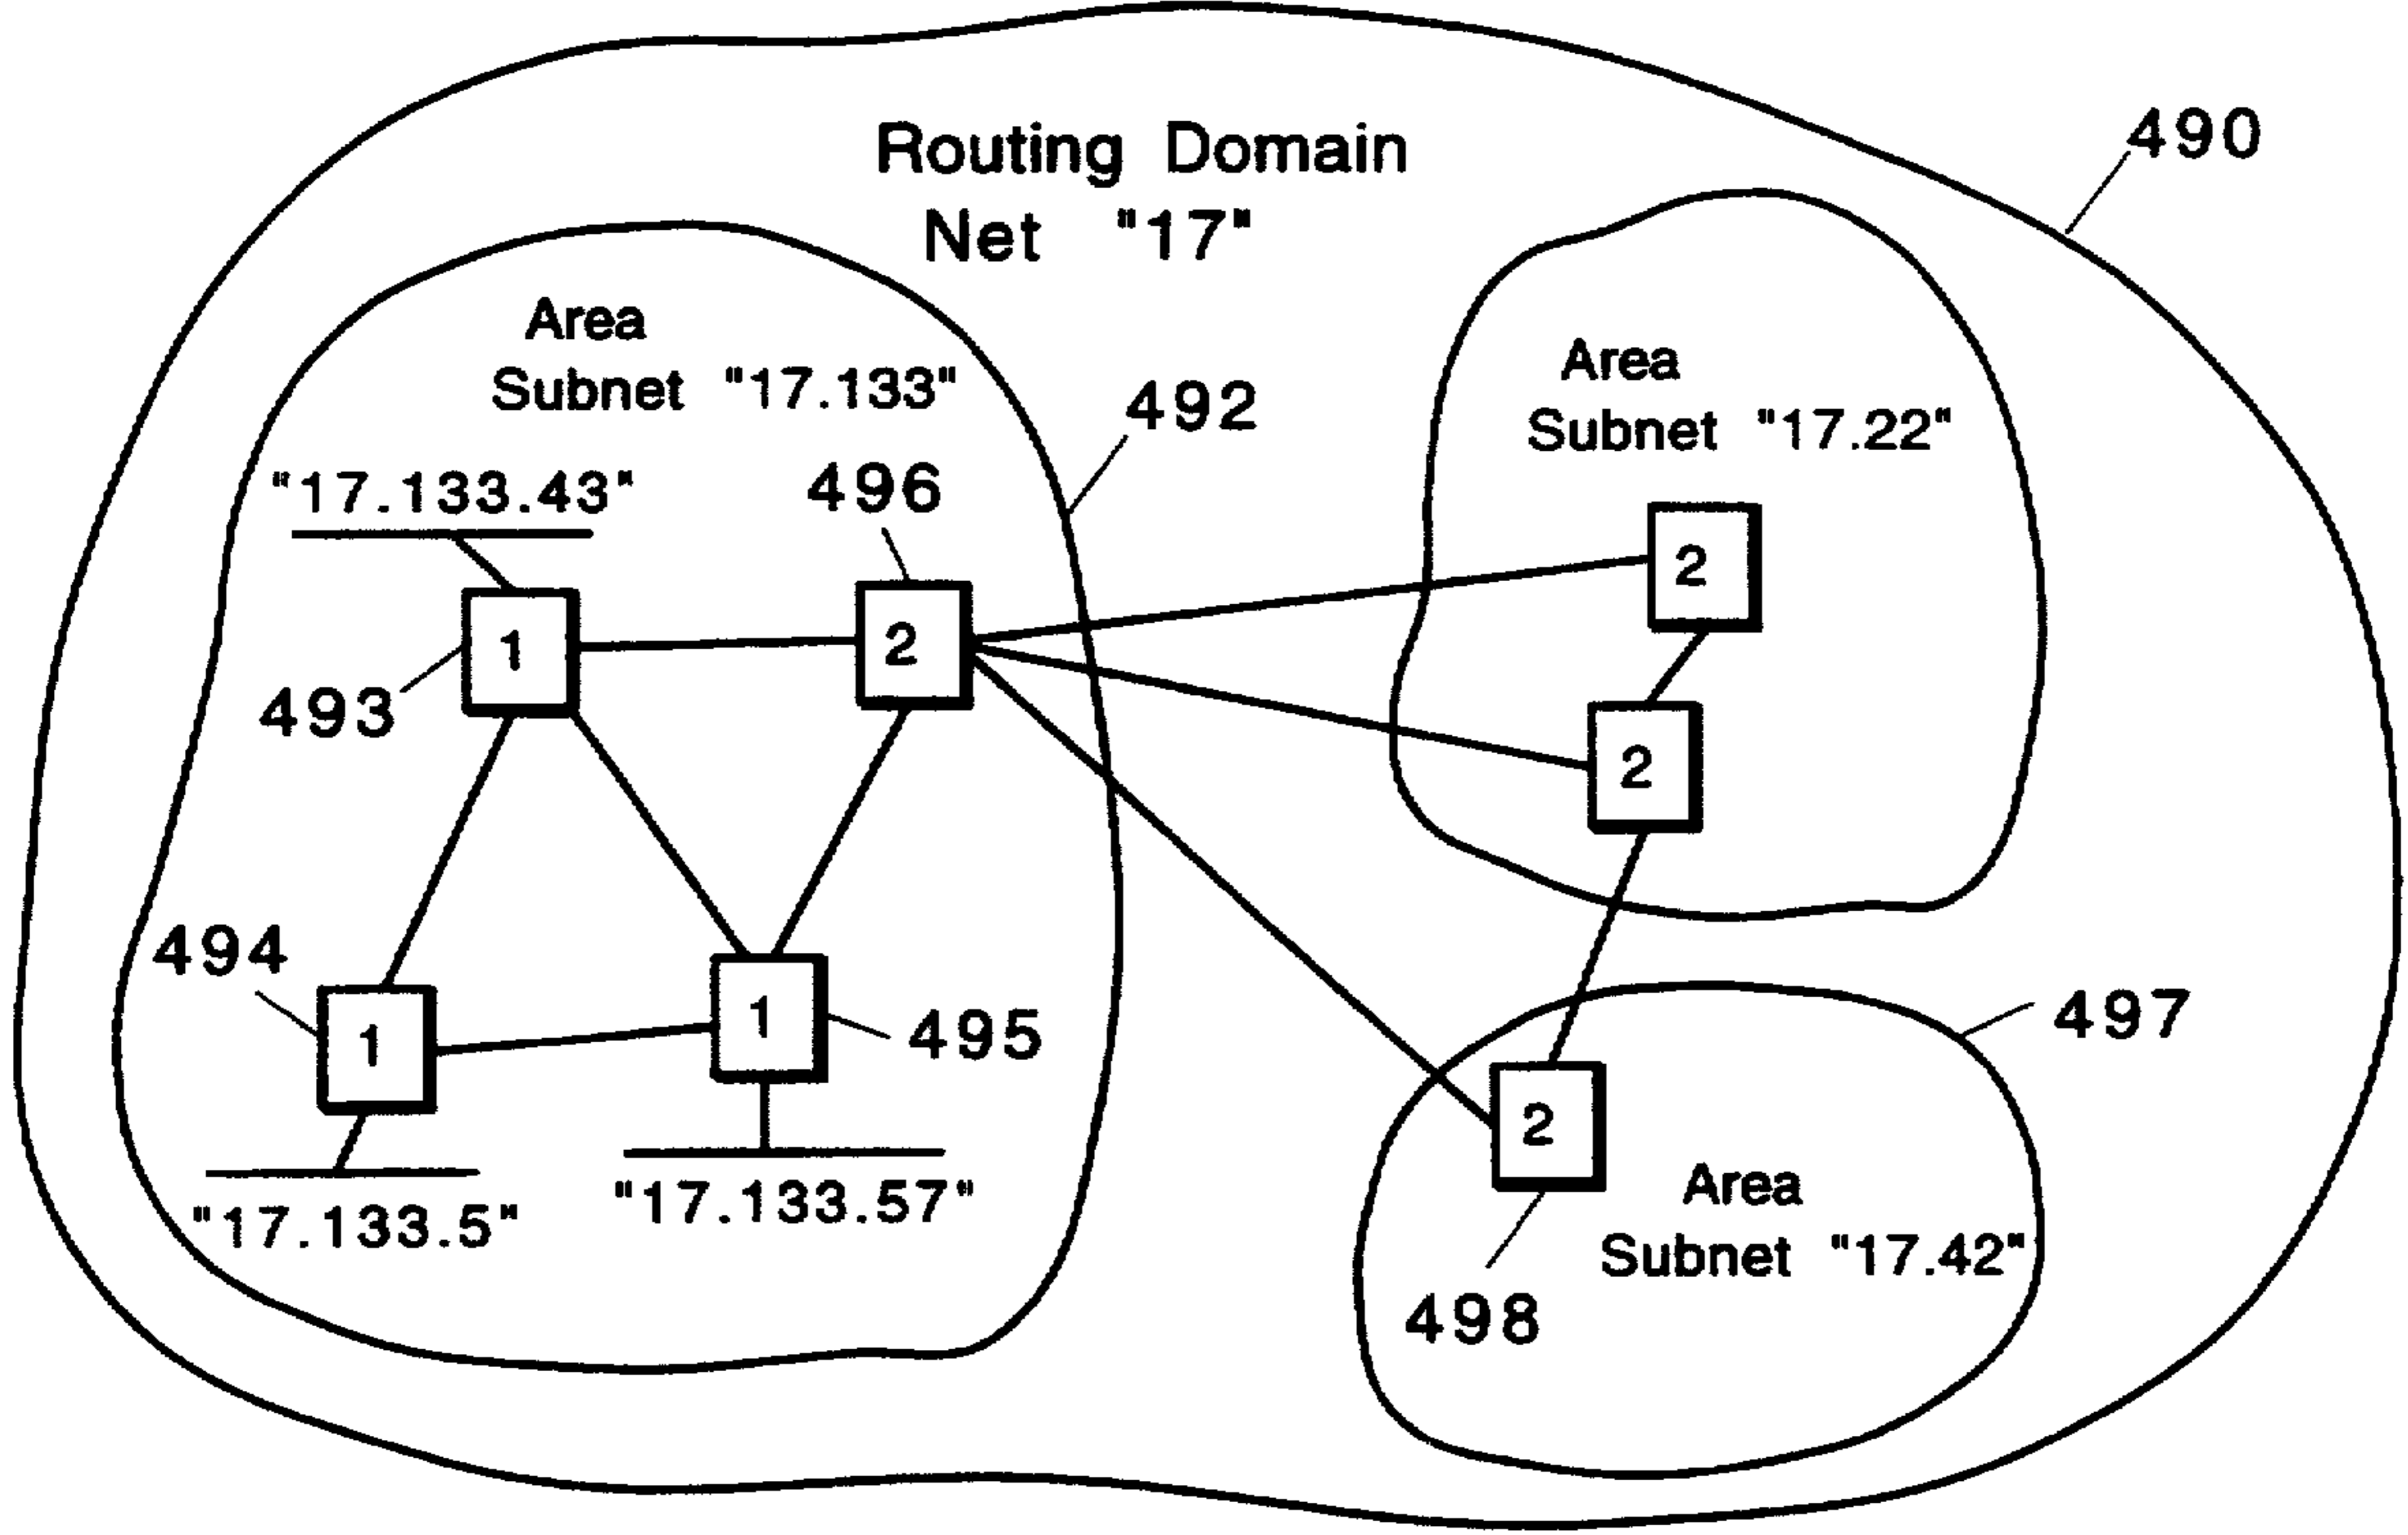 Routing Domain
Net "17"
490
Area
Subnet "17.133"
492
Area
Subnet "17.22"
"17.133.43"
496
2
1
2
493
2
494
1
495
1
497
2
"17.133.5"
"17.133.57"
Area
Subnet "17.42"
498